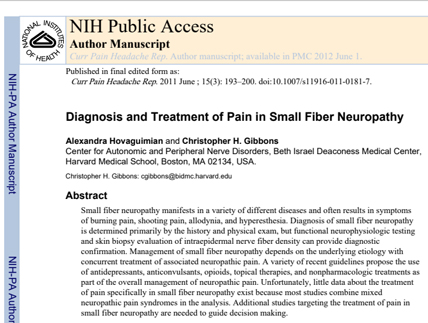 NIH Public Access
Author Manuscript
Curr Pain Headache Rep. Author manuscript; available in PMC 2012 June 1.
Published in final edited form as:
Curr Pain Headache Rep. 2011 June ; 15(3): 193–200. doi:10.1007/s11916-011-0181-7.
Diagnosis and Treatment of Pain in Small Fiber Neuropathy
Alexandra Hovaguimian and Christopher H. Gibbons
Center for Autonomic and Peripheral Nerve Disorders, Beth Israel Deaconess Medical Center,
Harvard Medical School, Boston, MA 02134, USA.
Christopher H. Gibbons: cgibbons@bidmc.harvard.edu
Abstract
Small fiber neuropathy manifests in a variety of different diseases and often results in symptoms
of burning pain, shooting pain, allodynia, and hyperesthesia. Diagnosis of small fiber neuropathy
is determined primarily by the history and physical exam, but functional neurophysiologic testing
and skin biopsy evaluation of intraepidermal nerve fiber density can provide diagnostic
confirmation. Management of small fiber neuropathy depends on the underlying etiology with
concurrent treatment of associated neuropathic pain. A variety of recent guidelines propose the use
of antidepressants, anticonvulsants, opioids, topical therapies, and nonpharmacologic treatments as
part of the overall management of neuropathic pain. Unfortunately, little data about the treatment
of pain specifically in small fiber neuropathy exist because most studies combine mixed
neuropathic pain syndromes in the analysis. Additional studies targeting the treatment of pain in
small fiber neuropathy are needed to guide decision making.
NATIONAL INSTITUTES
OF HEALTH
NIH-PA Author Manuscript
NIH-PA Author